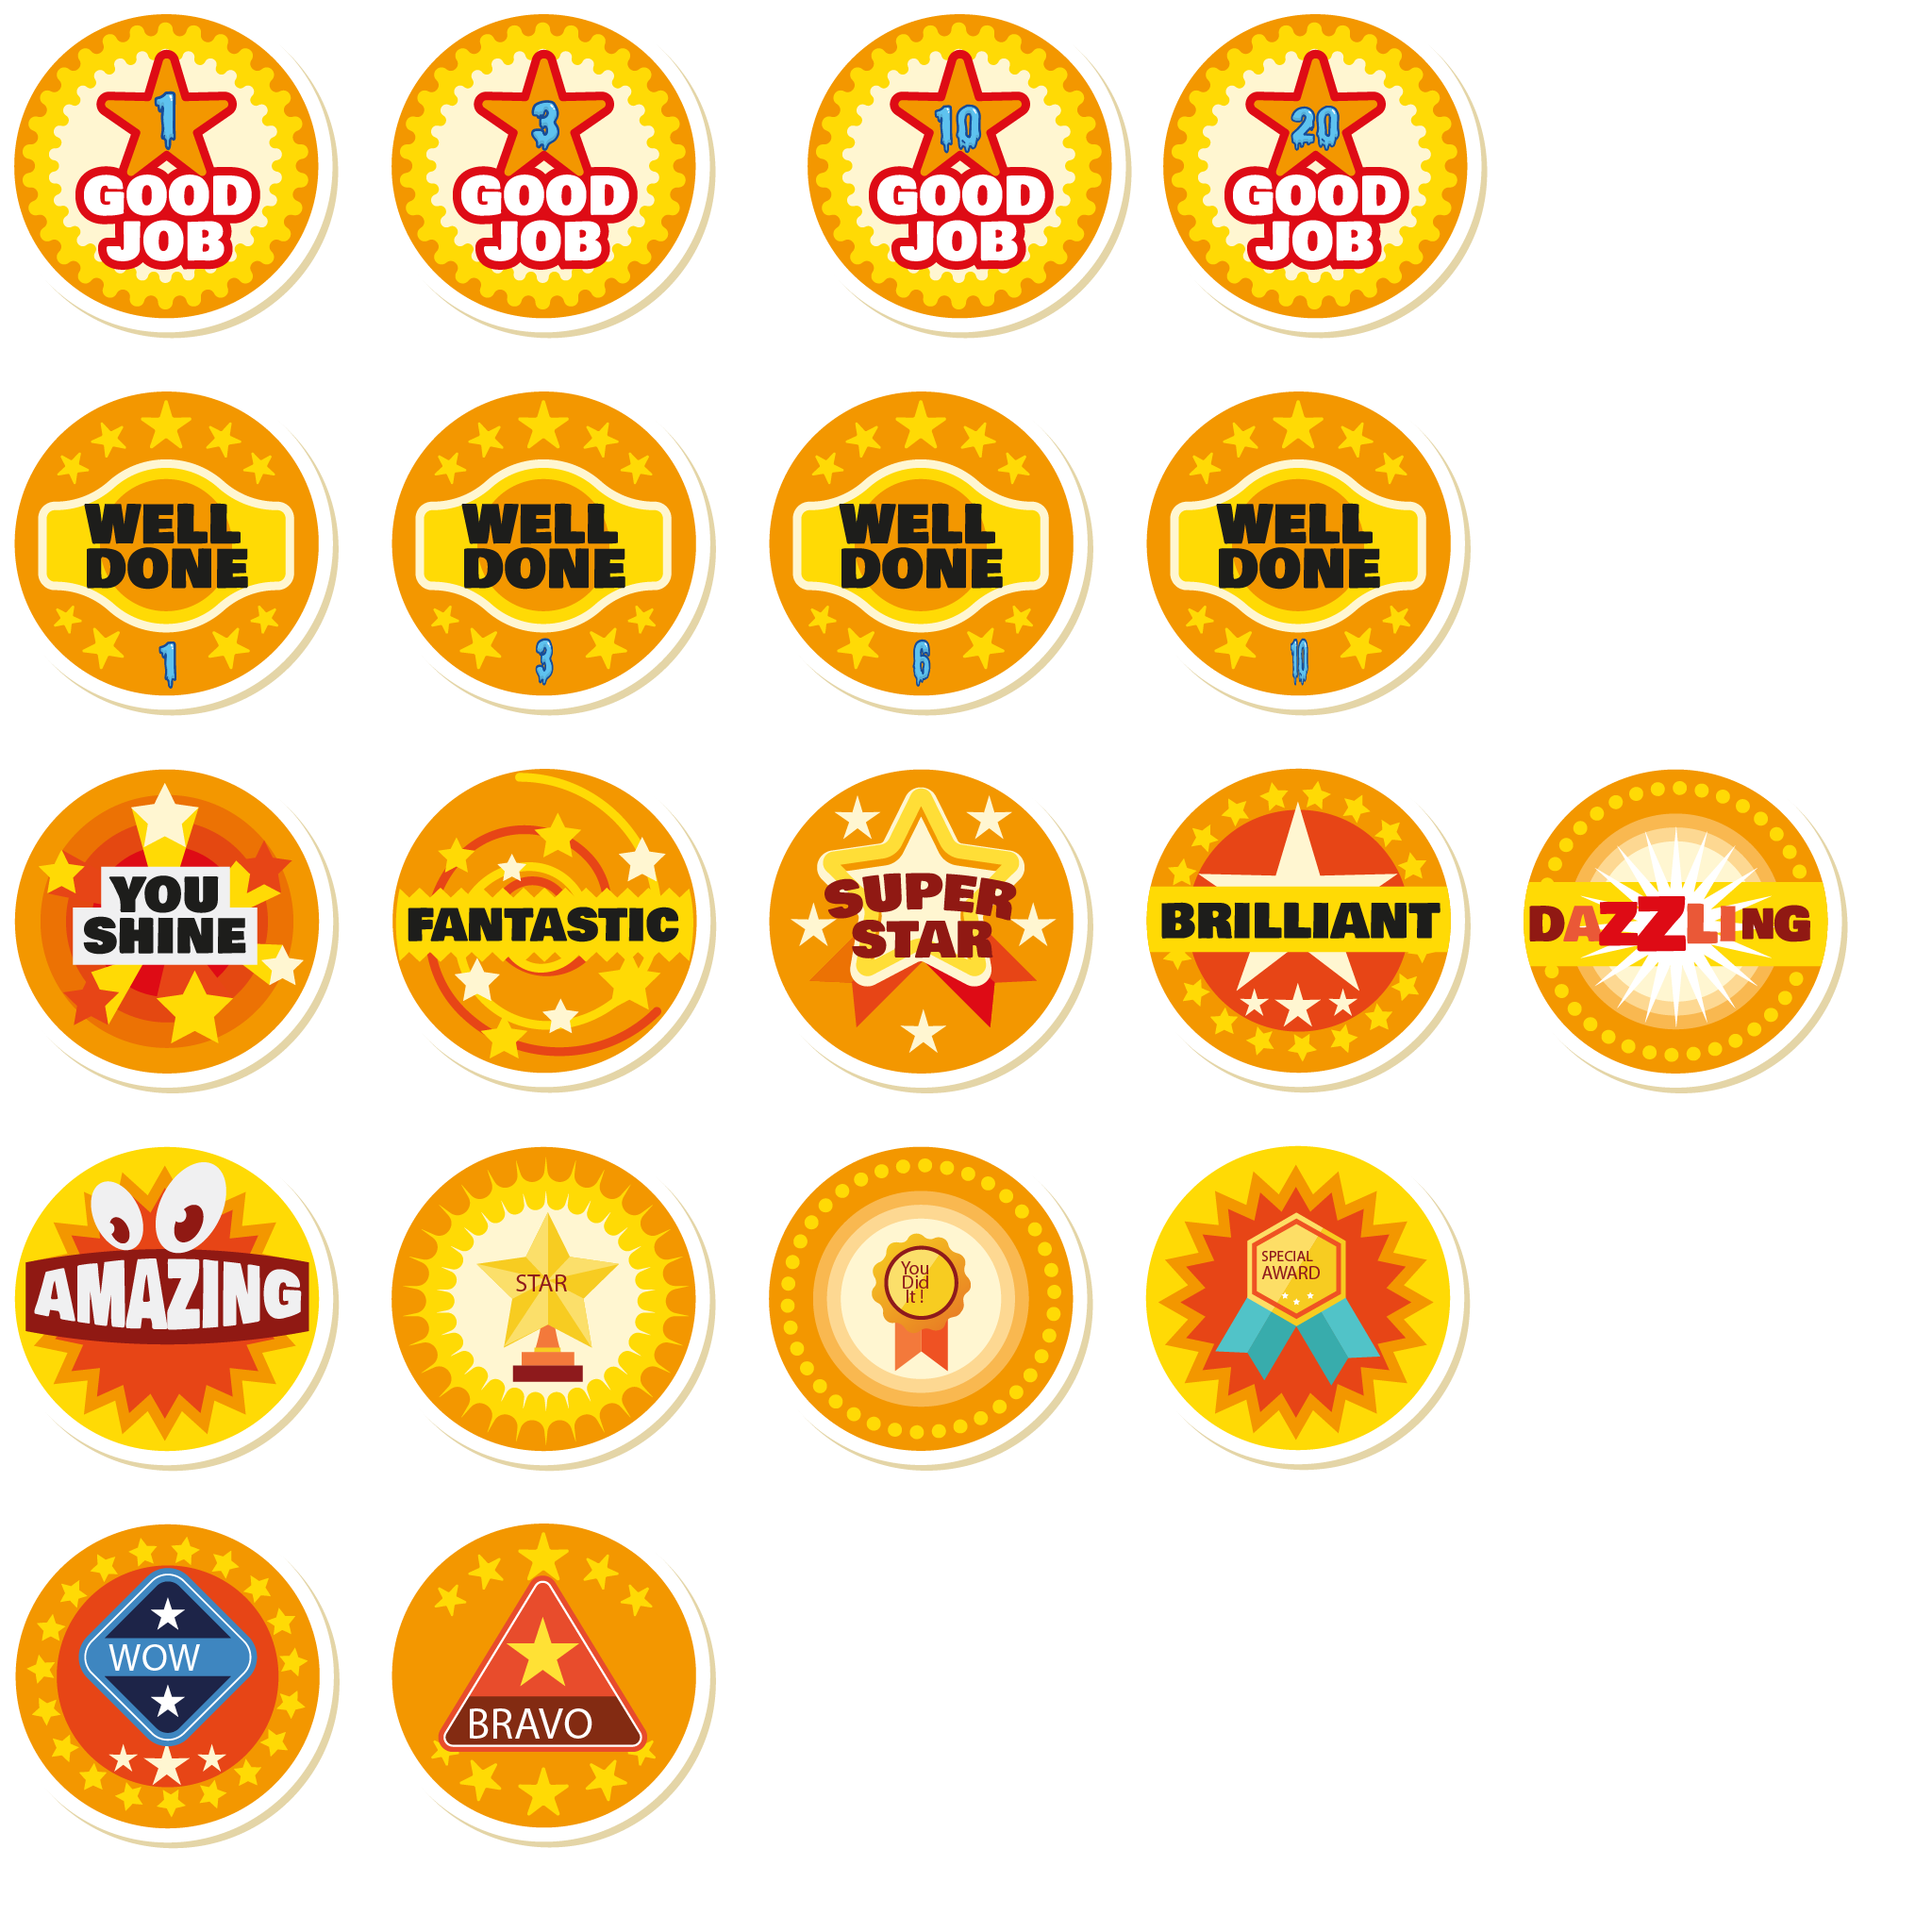 1
GOOD
JOB
3
GOOD
JOB
10
GOOD
JOB
20
GOOD
JOB
WELL
DONE
1
WELL
DONE
3
WELL
DONE
6
WELL
DONE
10
YOU
SHINE
FANTASTIC
SUPER
STAR
BRILLIANT
DAZZLING
AMAZING
STAR
You
Did
It !
SPECIAL
AWARD
WOW
BRAVO